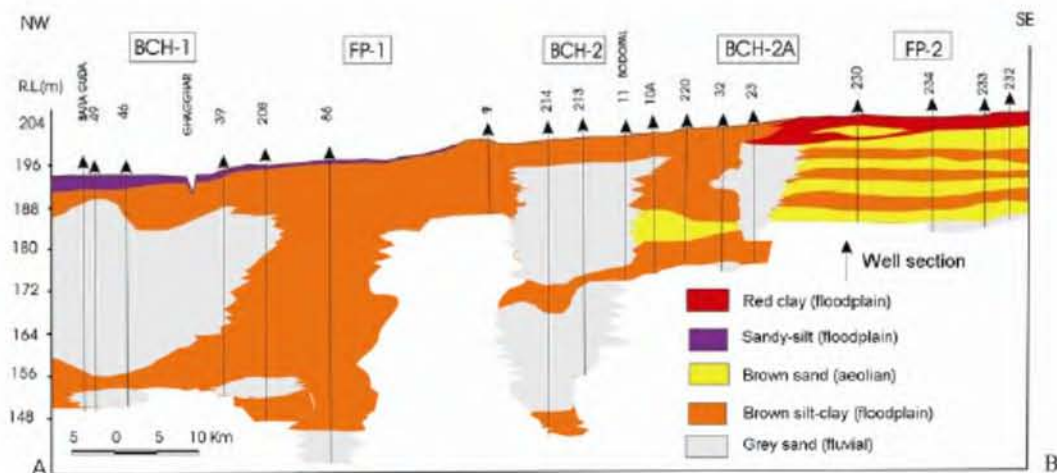 NW
SE
BCH-1
FP-1
BCH-2
BCH-2A
FP-2
R.L(m)
49
46
GHAGGHAR
39
208
86
9
214
213
11 BODOWAL
10A
220
32
23
230
234
233
232
204
196
188
180
172
164
156
148
Well section
Red clay (floodplain)
Sandy-silt (floodplain)
Brown sand (aeolian)
Brown silt-clay (floodplain)
Grey sand (fluvial)
5 0 5 10 Km
A
B